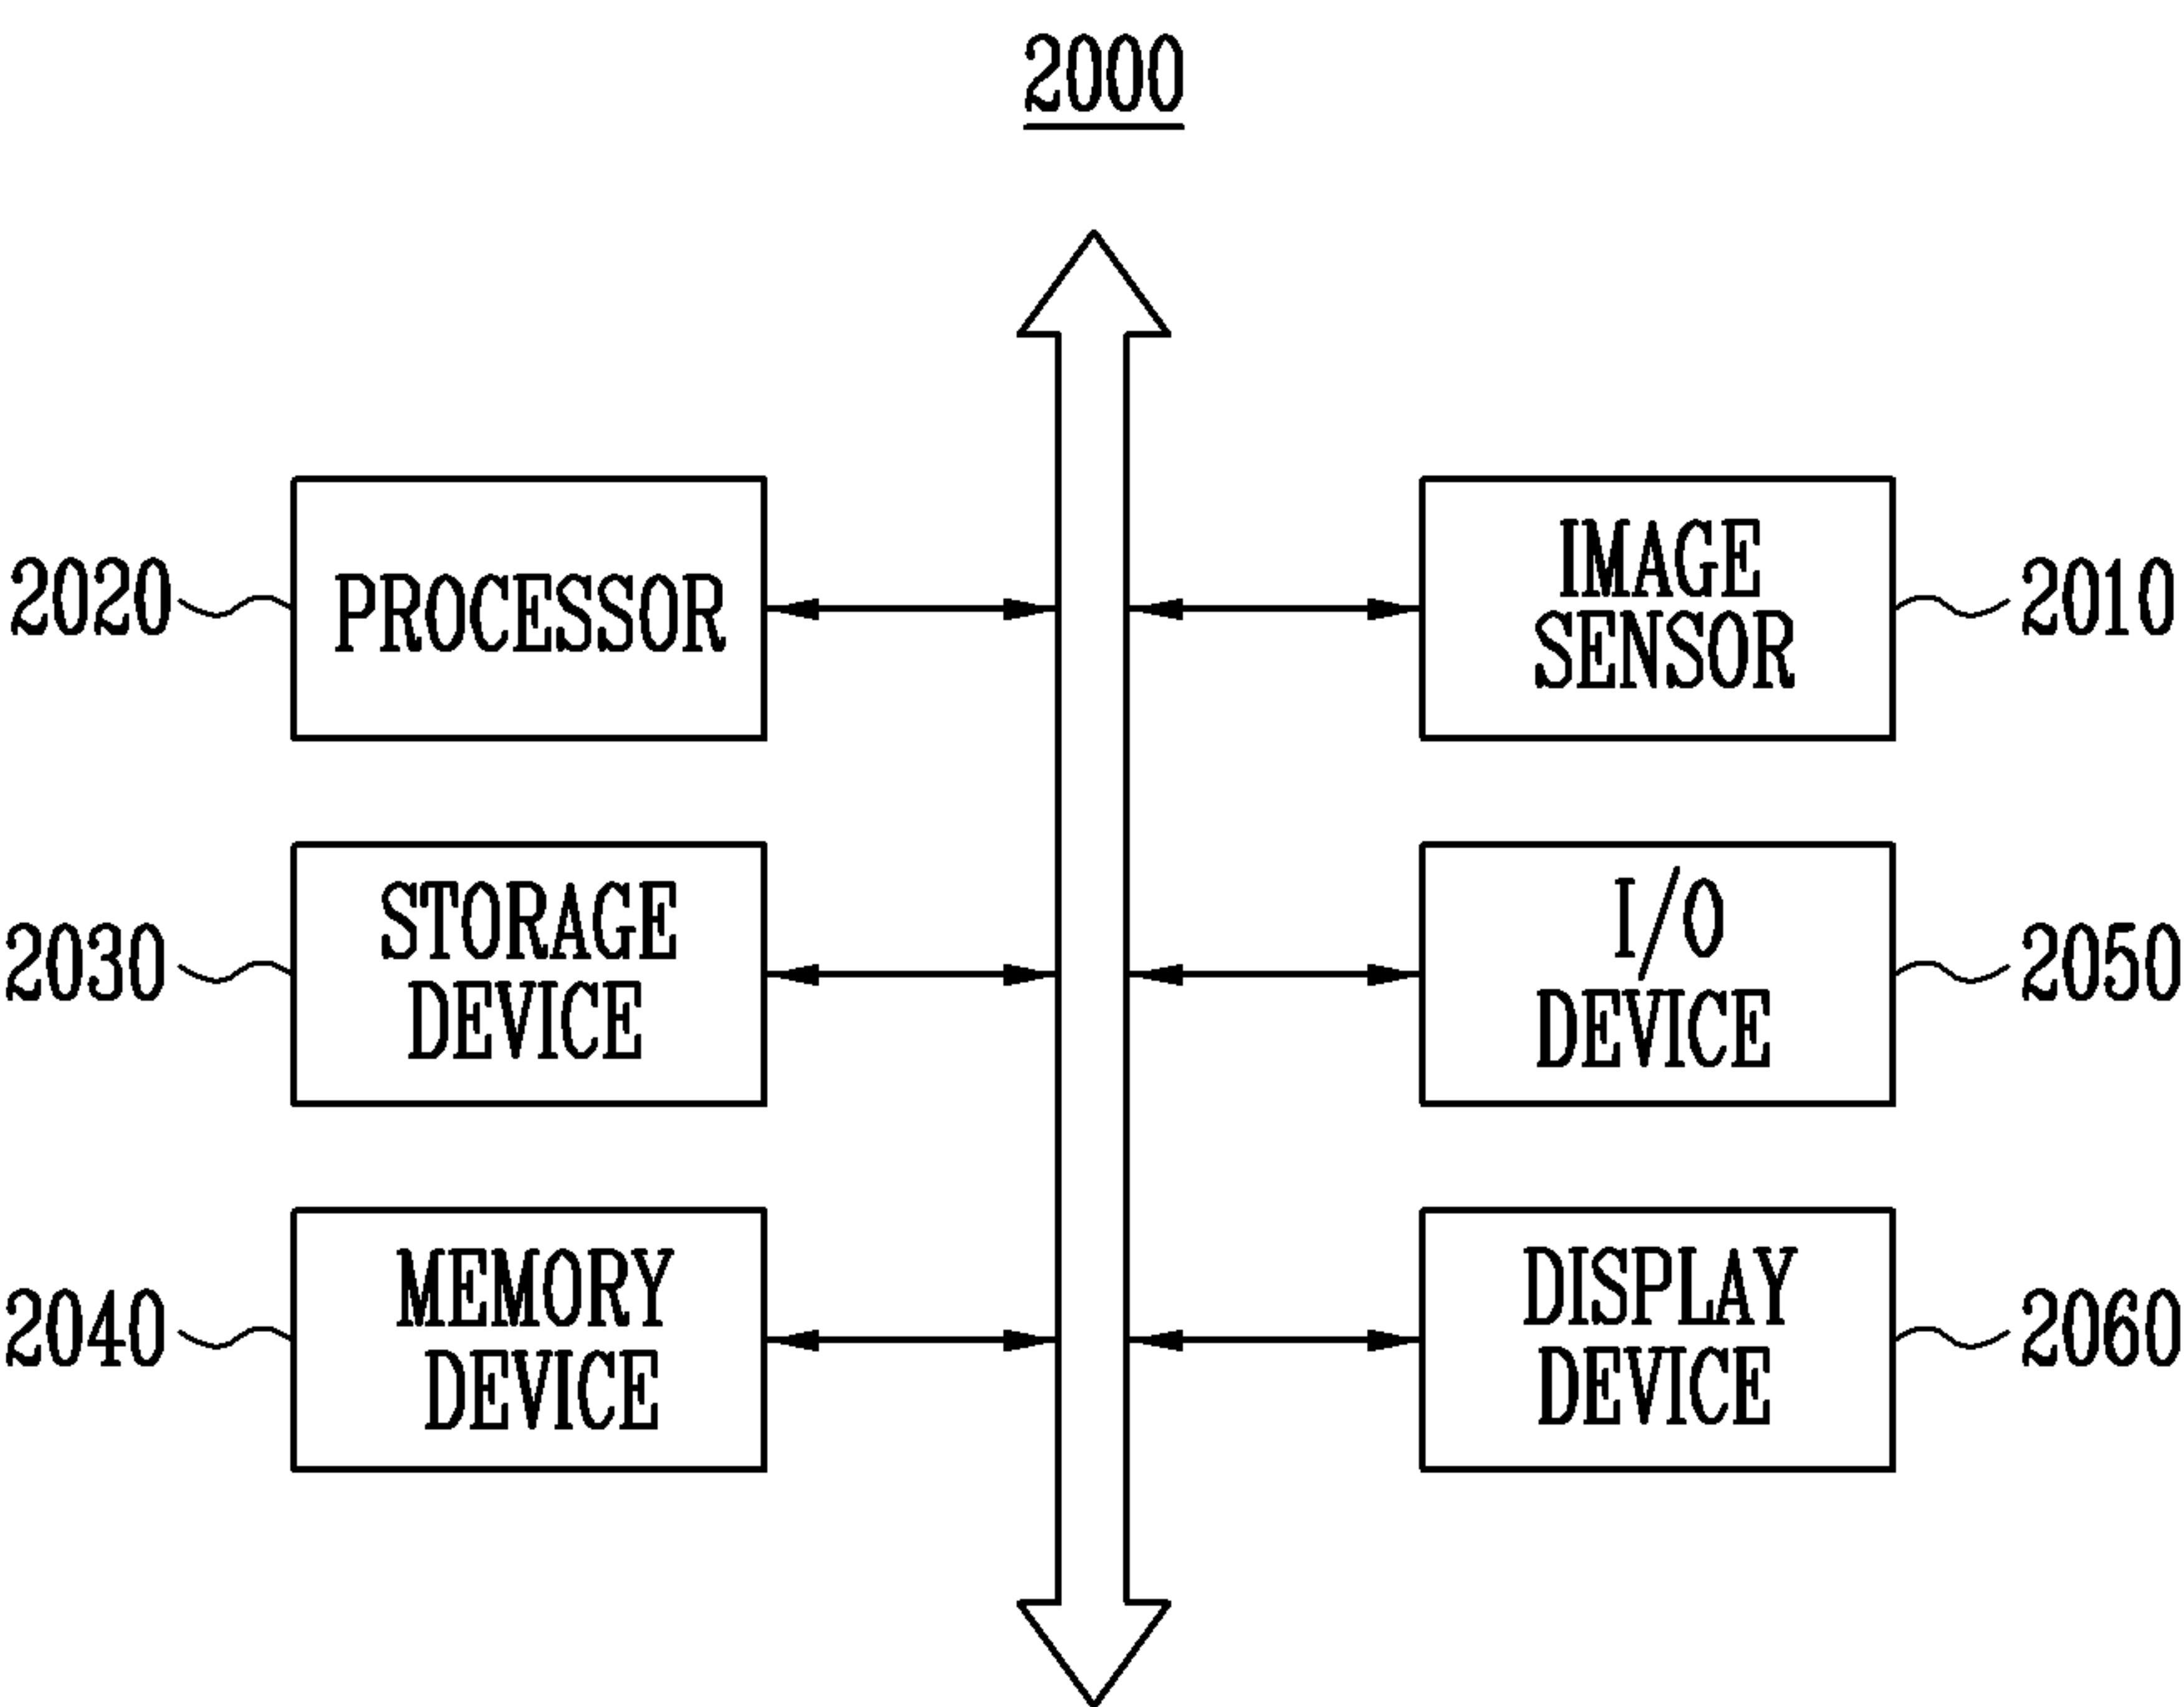 2000
2020
PROCESSOR
IMAGE
SENSOR
2010
2030
STORAGE
DEVICE
I/O
DEVICE
2050
2040
MEMORY
DEVICE
DISPLAY
DEVICE
2060